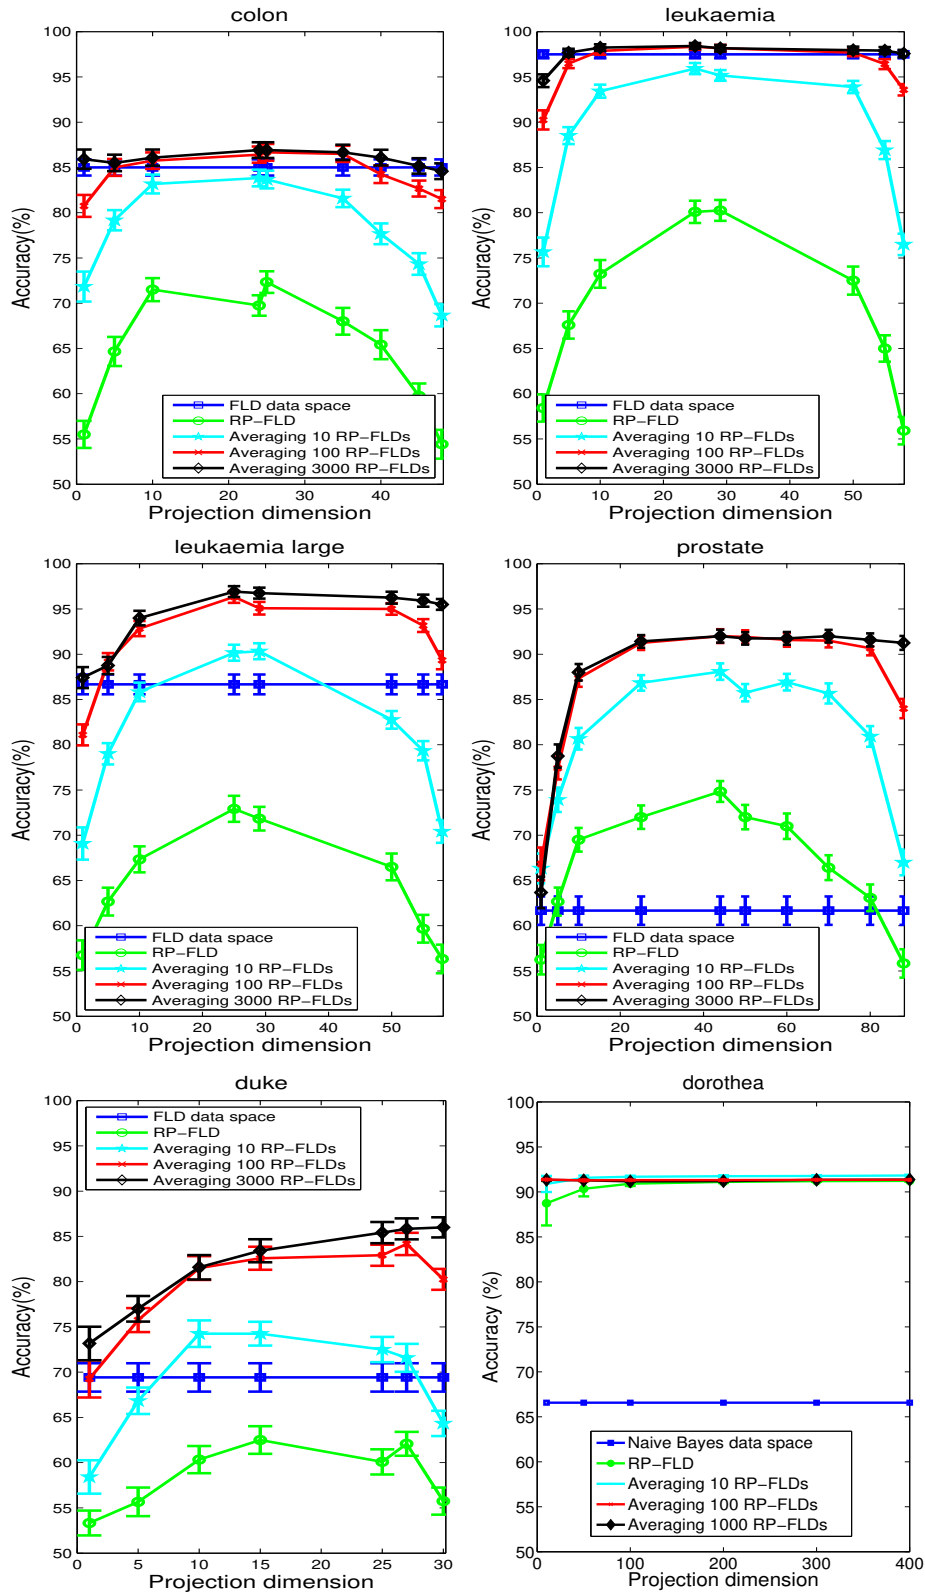 colon
100
95
90
85
80
75
70
65
60
55
50
Accuracy(%)
FLD data space
RP-FLD
Averaging 10 RP-FLDs
Averaging 100 RP-FLDs
Averaging 3000 RP-FLDs
0 10 20 30 40
Projection dimension
leukaemia
100
95
90
85
80
75
70
65
60
55
50
Accuracy(%)
FLD data space
RP-FLD
Averaging 10 RP-FLDs
Averaging 100 RP-FLDs
Averaging 3000 RP-FLDs
0 10 20 30 40 50
Projection dimension
leukaemia large
100
95
90
85
80
75
70
65
60
55
50
Accuracy(%)
FLD data space
RP-FLD
Averaging 10 RP-FLDs
Averaging 100 RP-FLDs
Averaging 3000 RP-FLDs
0 10 20 30 40 50
Projection dimension
prostate
100
95
90
85
80
75
70
65
60
55
50
Accuracy(%)
FLD data space
RP-FLD
Averaging 10 RP-FLDs
Averaging 100 RP-FLDs
Averaging 3000 RP-FLDs
0 20 40 60 80
Projection dimension
duke
100
95
90
85
80
75
70
65
60
55
50
Accuracy(%)
FLD data space
RP-FLD
Averaging 10 RP-FLDs
Averaging 100 RP-FLDs
Averaging 3000 RP-FLDs
0 5 10 15 20 25 30
Projection dimension
dorothea
100
95
90
85
80
75
70
65
60
55
50
Accuracy (%)
Naive Bayes data space
RP-FLD
Averaging 10 RP-FLDs
Averaging 100 RP-FLDs
Averaging 1000 RP-FLDs
0 100 200 300 400
Projection dimension